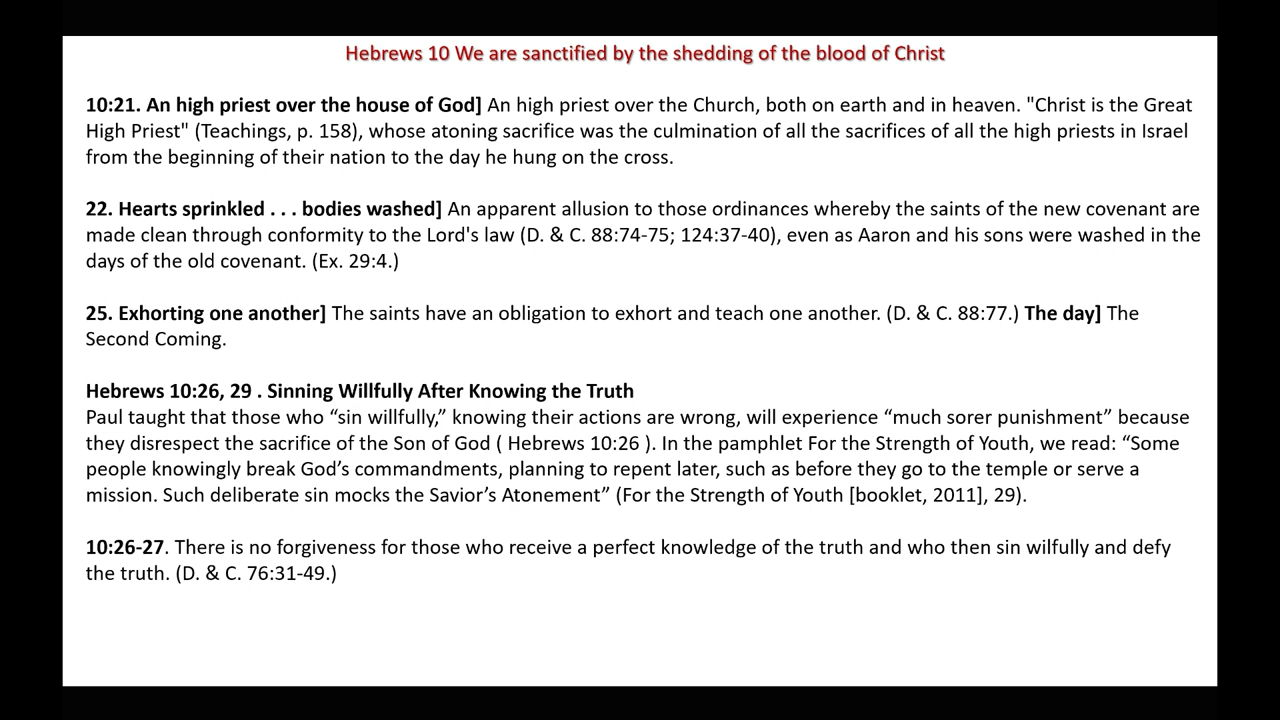 Hebrews 10 We are sanctified by the shedding of the blood of Christ
10:21. An high priest over the house of God] An high priest over the Church, both on earth and in heaven. "Christ is the Great
High Priest" (Teachings, p. 158), whose atoning sacrifice was the culmination of all the sacrifices of all the high priests in Israel
from the beginning of their nation to the day he hung on the cross.
22. Hearts sprinkled . . . bodies washed] An apparent allusion to those ordinances whereby the saints of the new covenant are
made clean through conformity to the Lord's law (D. & C. 88:74-75; 124:37-40), even as Aaron and his sons were washed in the
days of the old covenant. (Ex. 29:4.)
25. Exhorting one another] The saints have an obligation to exhort and teach one another. (D. & C. 88:77.) The day] The
Second Coming.
Hebrews 10:26, 29 . Sinning Willfully After Knowing the Truth
Paul taught that those who “sin willfully,” knowing their actions are wrong, will experience “much sorer punishment” because
they disrespect the sacrifice of the Son of God ( Hebrews 10:26 ). In the pamphlet For the Strength of Youth, we read: “Some
people knowingly break God’s commandments, planning to repent later, such as before they go to the temple or serve a
mission. Such deliberate sin mocks the Savior’s Atonement” (For the Strength of Youth [booklet, 2011], 29).
10:26-27. There is no forgiveness for those who receive a perfect knowledge of the truth and who then sin wilfully and defy
the truth. (D. & C. 76:31-49.)